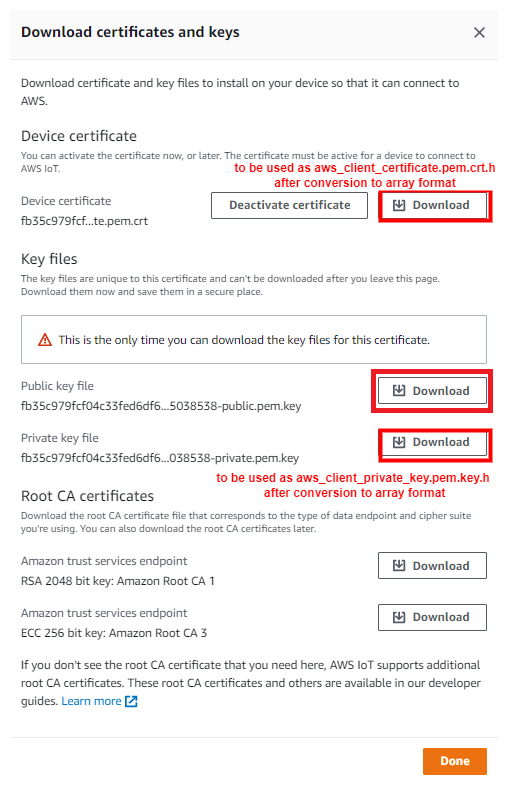 Download certificates and keys
Download certificate and key files to install on your device so that it can connect to
AWS.
Device certificate
You can activate the certificate now, or later. The certificate must be active for a device to connect to
AWS IoT.
to be used as aws_client_certificate.pem.crt.h
after conversion to array format
Device certificate
fb35c979fcf...te.pem.crt
Deactivate certificate
Download
Key files
The key files are unique to this certificate and can't be downloaded after you leave this page.
Download them now and save them in a secure place.
This is the only time you can download the key files for this certificate.
Public key file
fb35c979fcf04c33fed6df6...5038538-public.pem.key
Download
Private key file
fb35c979fcf04c33fed6df6...038538-private.pem.key
Download
to be used as aws_client_private_key.pem.key.h
after conversion to array format
Root CA certificates
Download the root CA certificate file that corresponds to the type of data endpoint and cipher suite
you're using. You can also download the root CA certificates later.
Amazon trust services endpoint
RSA 2048 bit key: Amazon Root CA 1
Download
Amazon trust services endpoint
ECC 256 bit key: Amazon Root CA 3
Download
If you don't see the root CA certificate that you need here, AWS IoT supports additional
root CA certificates. These root CA certificates and others are available in our developer
guides. Learn more
Done